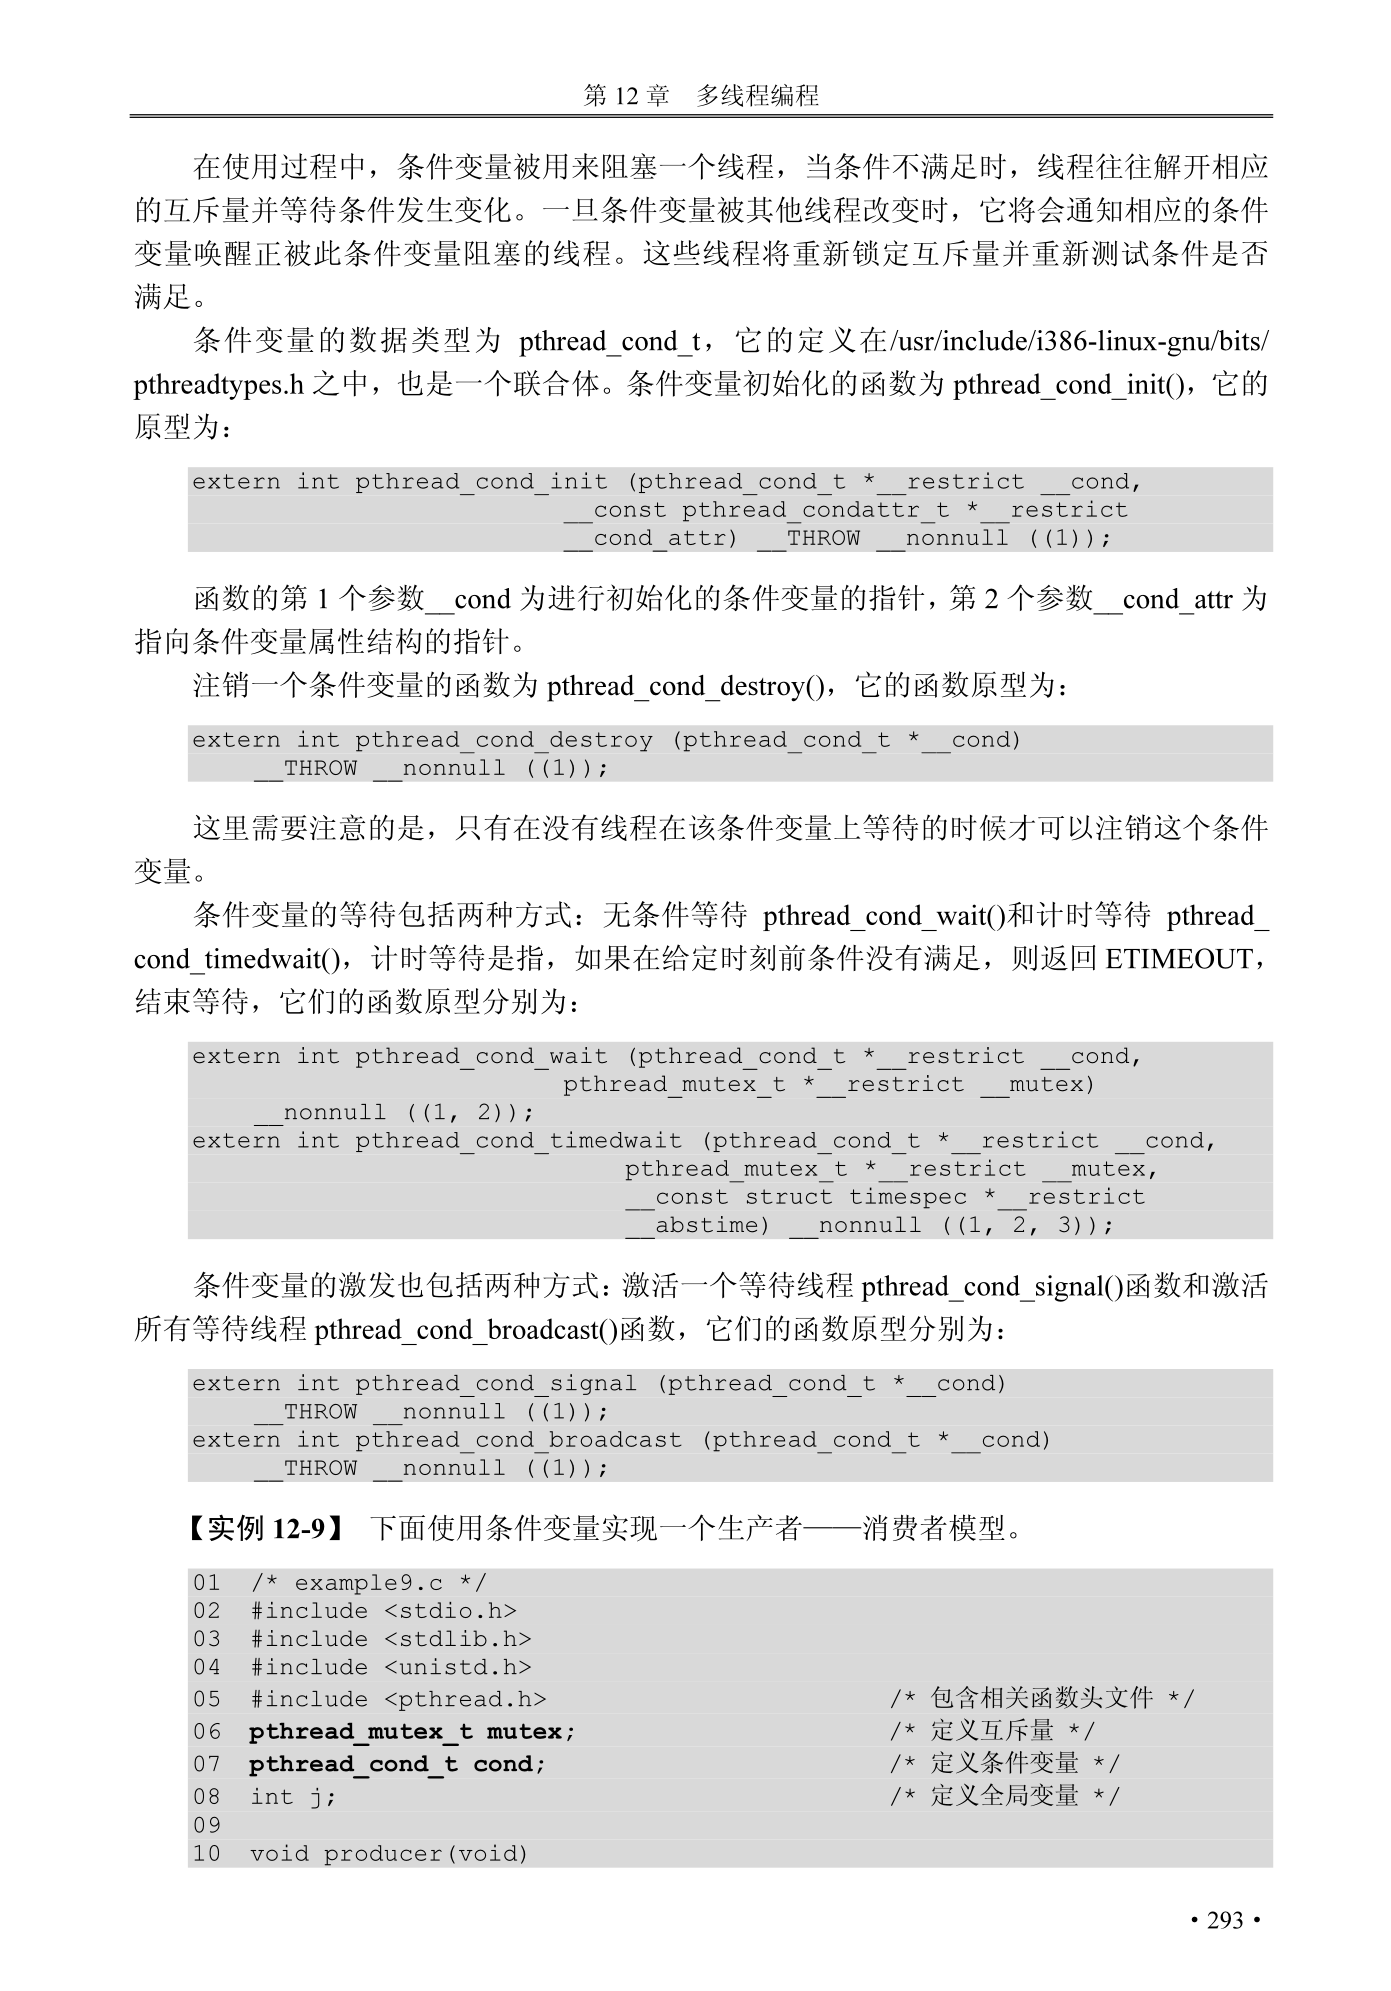 第 12 章　多线程编程
在使用过程中，条件变量被用来阻塞一个线程，当条件不满足时，线程往往解开相应
的互斥量并等待条件发生变化。一旦条件变量被其他线程改变时，它将会通知相应的条件
变量唤醒正被此条件变量阻塞的线程。这些线程将重新锁定互斥量并重新测试条件是否
满足。
条件变量的数据类型为 pthread_cond_t，它的定义在/usr/include/i386-linux-gnu/bits/
pthreadtypes.h 之中，也是一个联合体。条件变量初始化的函数为 pthread_cond_init()，它的
原型为：
extern int pthread_cond_init (pthread_cond_t *__restrict __cond,
__const pthread_condattr_t *__restrict
__cond_attr) __THROW __nonnull ((1));
函数的第 1 个参数__cond 为进行初始化的条件变量的指针，第 2 个参数__cond_attr 为
指向条件变量属性结构的指针。
注销一个条件变量的函数为 pthread_cond_destroy()，它的函数原型为：
extern int pthread_cond_destroy (pthread_cond_t *__cond)
__THROW __nonnull ((1));
这里需要注意的是，只有在没有线程在该条件变量上等待的时候才可以注销这个条件
变量。
条件变量的等待包括两种方式：无条件等待 pthread_cond_wait()和计时等待 pthread_
cond_timedwait()，计时等待是指，如果在给定时刻前条件没有满足，则返回 ETIMEOUT，
结束等待，它们的函数原型分别为：
extern int pthread_cond_wait (pthread_cond_t *__restrict __cond,
pthread_mutex_t *__restrict __mutex)
__nonnull ((1, 2));
extern int pthread_cond_timedwait (pthread_cond_t *__restrict __cond,
pthread_mutex_t *__restrict __mutex,
__const struct timespec *__restrict
__abstime) __nonnull ((1, 2, 3));
条件变量的激发也包括两种方式：激活一个等待线程 pthread_cond_signal()函数和激活
所有等待线程 pthread_cond_broadcast()函数，它们的函数原型分别为：
extern int pthread_cond_signal (pthread_cond_t *__cond)
__THROW __nonnull ((1));
extern int pthread_cond_broadcast (pthread_cond_t *__cond)
__THROW __nonnull ((1));
【实例 12-9】 下面使用条件变量实现一个生产者——消费者模型。
01 /* example9.c */
02 #include <stdio.h>
03 #include <stdlib.h>
04 #include <unistd.h>
05 #include <pthread.h> /* 包含相关函数头文件 */
06 pthread_mutex_t mutex; /* 定义互斥量 */
07 pthread_cond_t cond; /* 定义条件变量 */
08 int j; /* 定义全局变量 */
09
10 void producer(void)
• 293 •